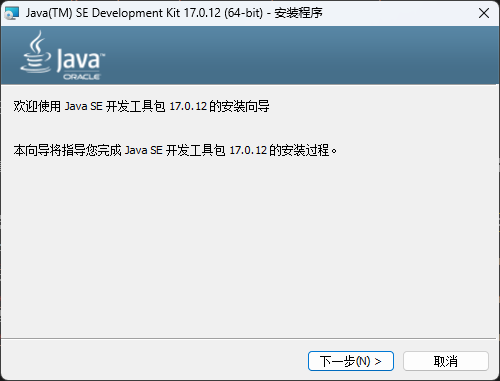 Java(TM) SE Development Kit 17.0.12 (64-bit) - 安装程序
Java™
ORACLE
欢迎使用 Java SE 开发工具包 17.0.12 的安装向导
本向导将指导您完成 Java SE 开发工具包 17.0.12 的安装过程。
下一步(N) >
取消